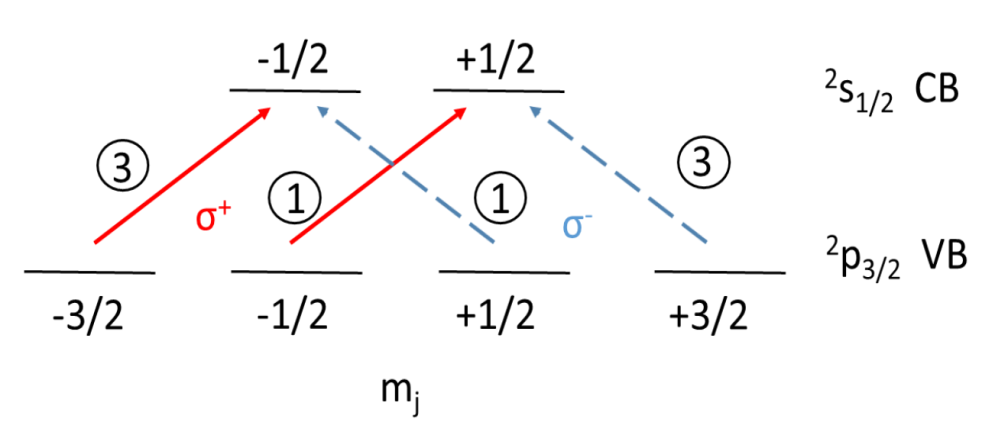 -1/2 +1/2 ²s₁/₂ CB
③ ① ① ③
σ⁺ σ⁻
²p₃/₂ VB
-3/2 -1/2 +1/2 +3/2
mⱼ